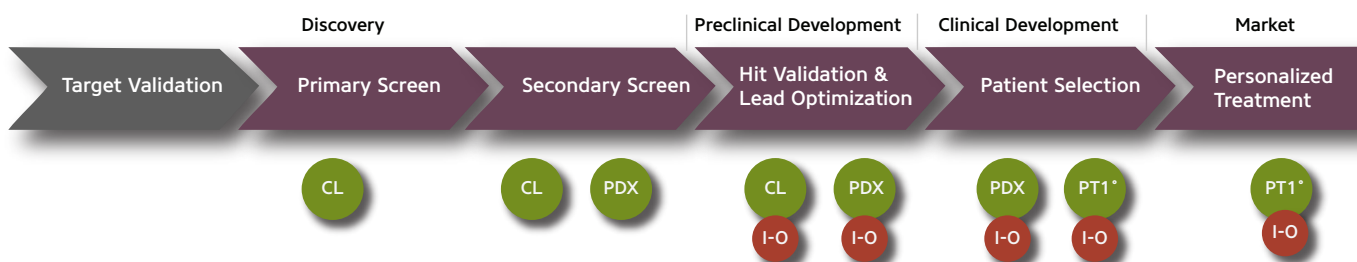 Discovery
Preclinical Development
Clinical Development
Market
Target Validation
Primary Screen
Secondary Screen
Hit Validation &
Lead Optimization
Patient Selection
Personalized
Treatment
CL
CL
PDX
CL
PDX
PDX
PT1°
PT1°
I-O
I-O
I-O
I-O
I-O